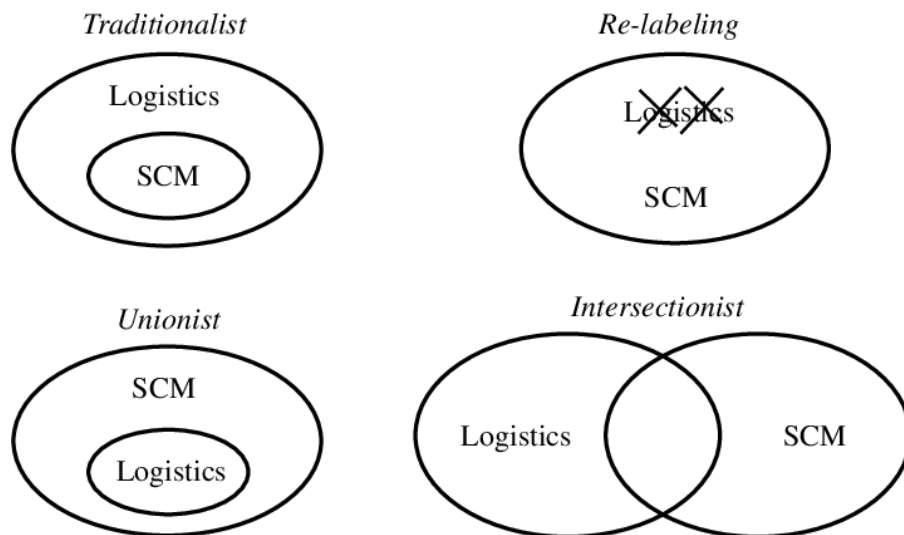 Traditionalist
Logistics
SCM
Re-labeling
Logistics
SCM
Unionist
SCM
Logistics
Intersectionist
Logistics
SCM